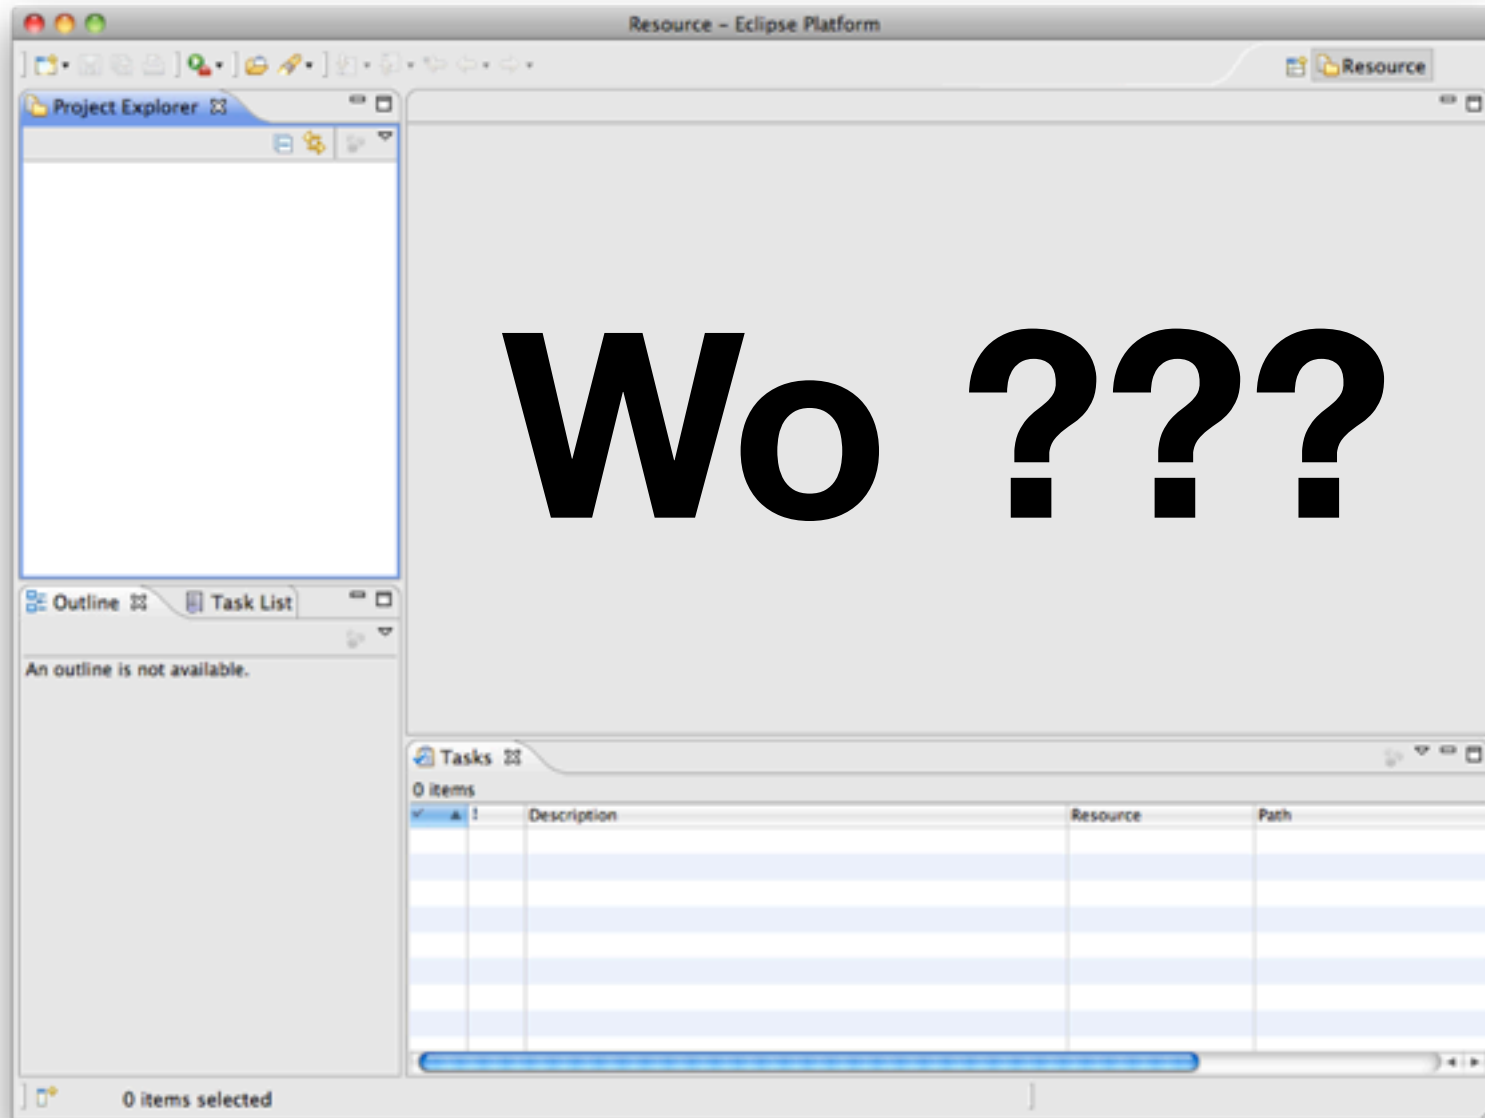 Resource – Eclipse Platform
Resource
Project Explorer
Wo ???
Outline Task List
An outline is not available.
Tasks
0 items
! Description Resource Path
0 items selected